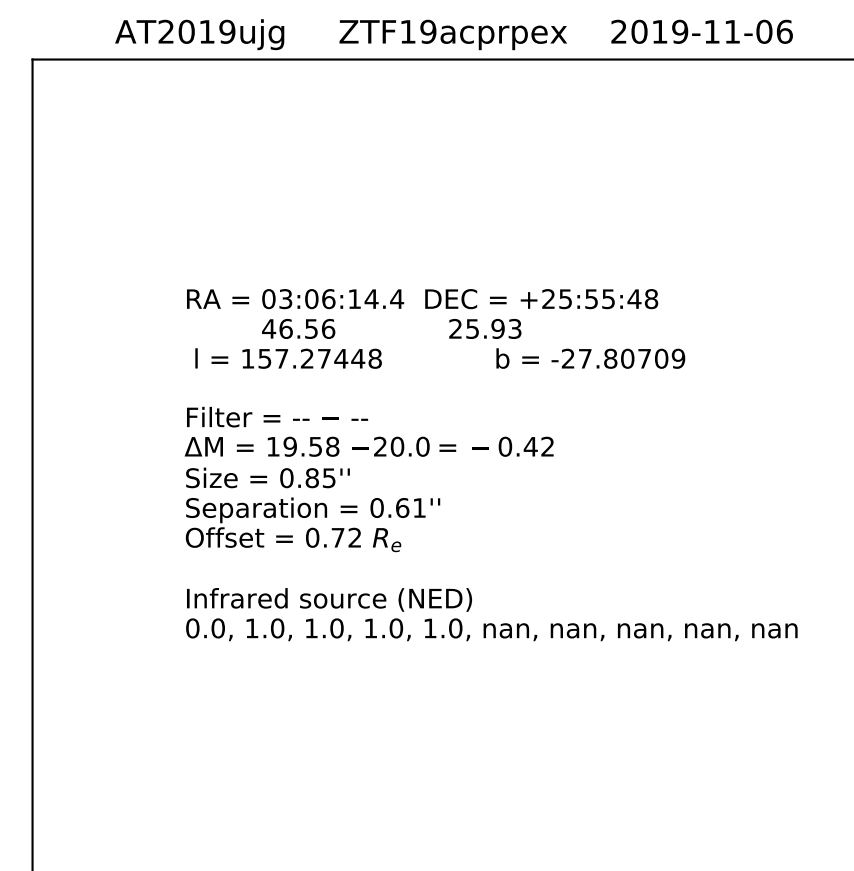 AT2019ujg ZTF19acprpex 2019-11-06
RA = 03:06:14.4 DEC = +25:55:48
46.56 25.93
l = 157.27448 b = -27.80709
Filter = -- − --
ΔM = 19.58 −20.0 = − 0.42
Size = 0.85''
Separation = 0.61''
Offset = 0.72 Rₑ
Infrared source (NED)
0.0, 1.0, 1.0, 1.0, 1.0, nan, nan, nan, nan, nan